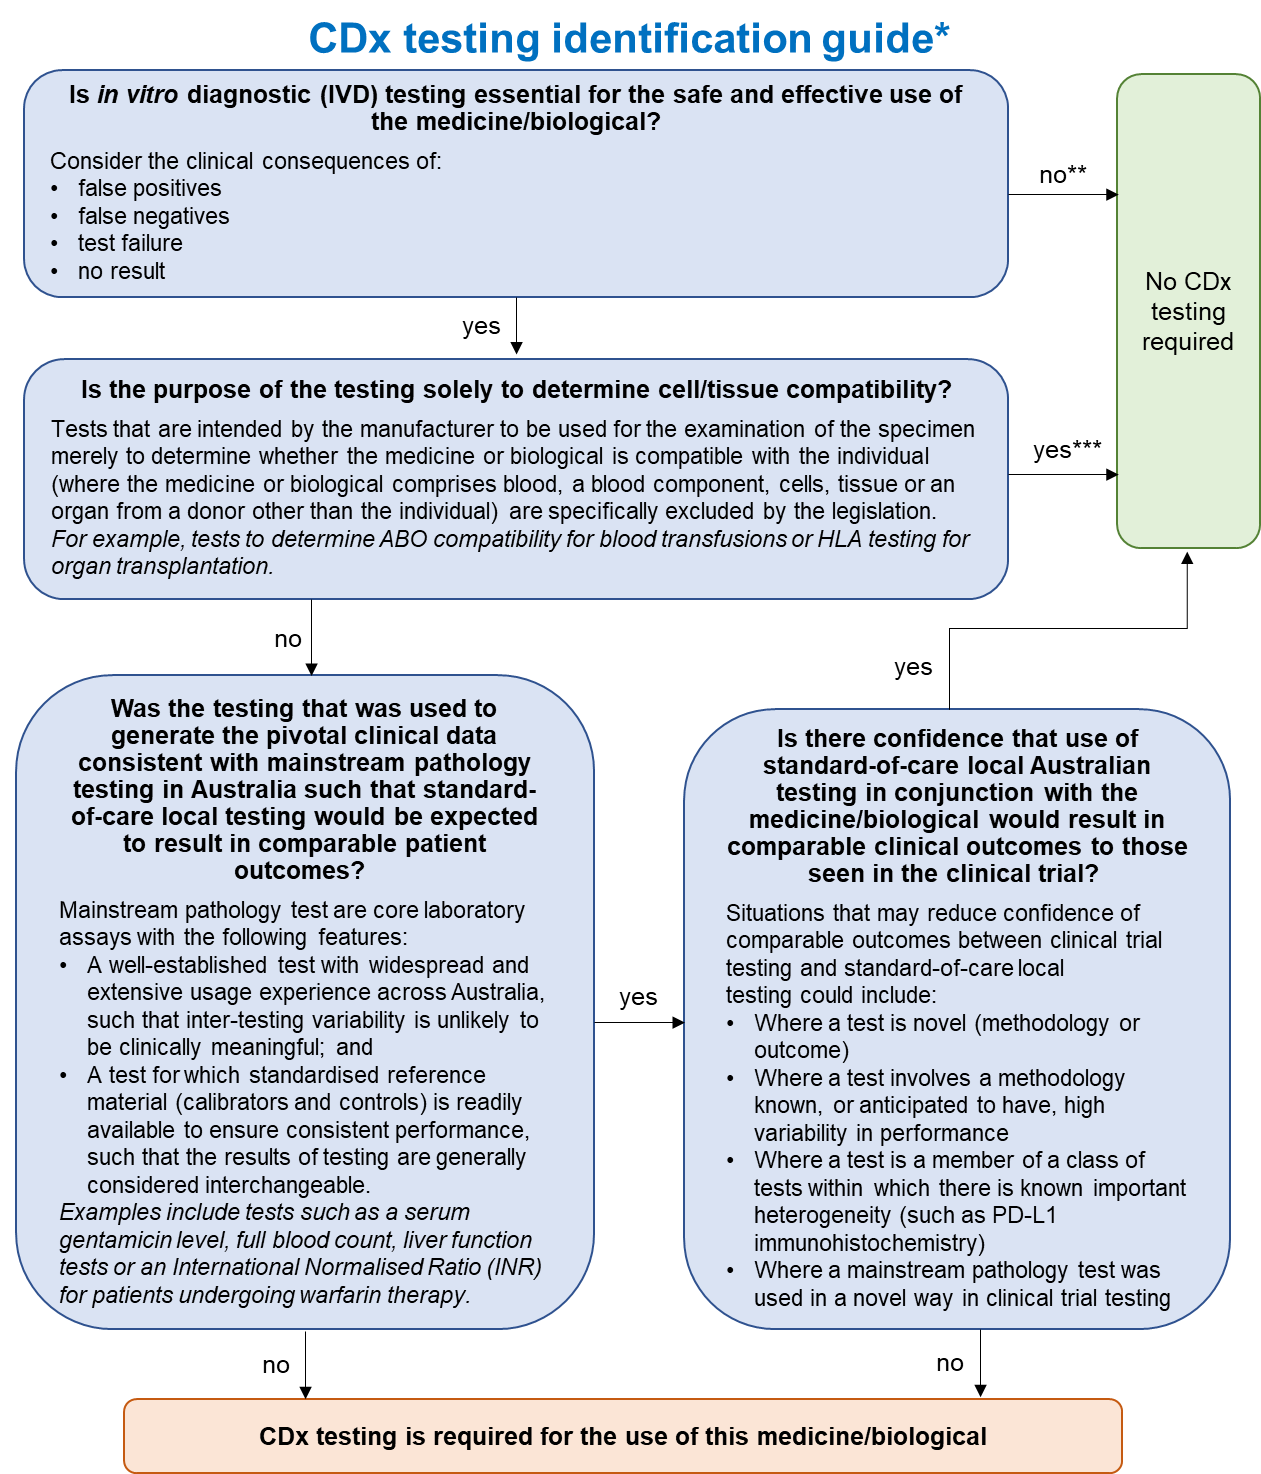 CDx testing identification guide*
Is in vitro diagnostic (IVD) testing essential for the safe and effective use of
the medicine/biological?
Consider the clinical consequences of:
• false positives
• false negatives
• test failure
• no result
no**
No CDx
testing
required
yes
Is the purpose of the testing solely to determine cell/tissue compatibility?
Tests that are intended by the manufacturer to be used for the examination of the specimen
merely to determine whether the medicine or biological is compatible with the individual
(where the medicine or biological comprises blood, a blood component, cells, tissue or an
organ from a donor other than the individual) are specifically excluded by the legislation.
For example, tests to determine ABO compatibility for blood transfusions or HLA testing for
organ transplantation.
yes***
no
Was the testing that was used to
generate the pivotal clinical data
consistent with mainstream pathology
testing in Australia such that standard-
of-care local testing would be expected
to result in comparable patient
outcomes?
Mainstream pathology test are core laboratory
assays with the following features:
• A well-established test with widespread and
extensive usage experience across Australia,
such that inter-testing variability is unlikely to
be clinically meaningful; and
• A test for which standardised reference
material (calibrators and controls) is readily
available to ensure consistent performance,
such that the results of testing are generally
considered interchangeable.
Examples include tests such as a serum
gentamicin level, full blood count, liver function
tests or an International Normalised Ratio (INR)
for patients undergoing warfarin therapy.
yes
yes
Is there confidence that use of
standard-of-care local Australian
testing in conjunction with the
medicine/biological would result in
comparable clinical outcomes to those
seen in the clinical trial?
Situations that may reduce confidence of
comparable outcomes between clinical trial
testing and standard-of-care local
testing could include:
• Where a test is novel (methodology or
outcome)
• Where a test involves a methodology
known, or anticipated to have, high
variability in performance
• Where a test is a member of a class of
tests within which there is known important
heterogeneity (such as PD-L1
immunohistochemistry)
• Where a mainstream pathology test was
used in a novel way in clinical trial testing
no
no
CDx testing is required for the use of this medicine/biological